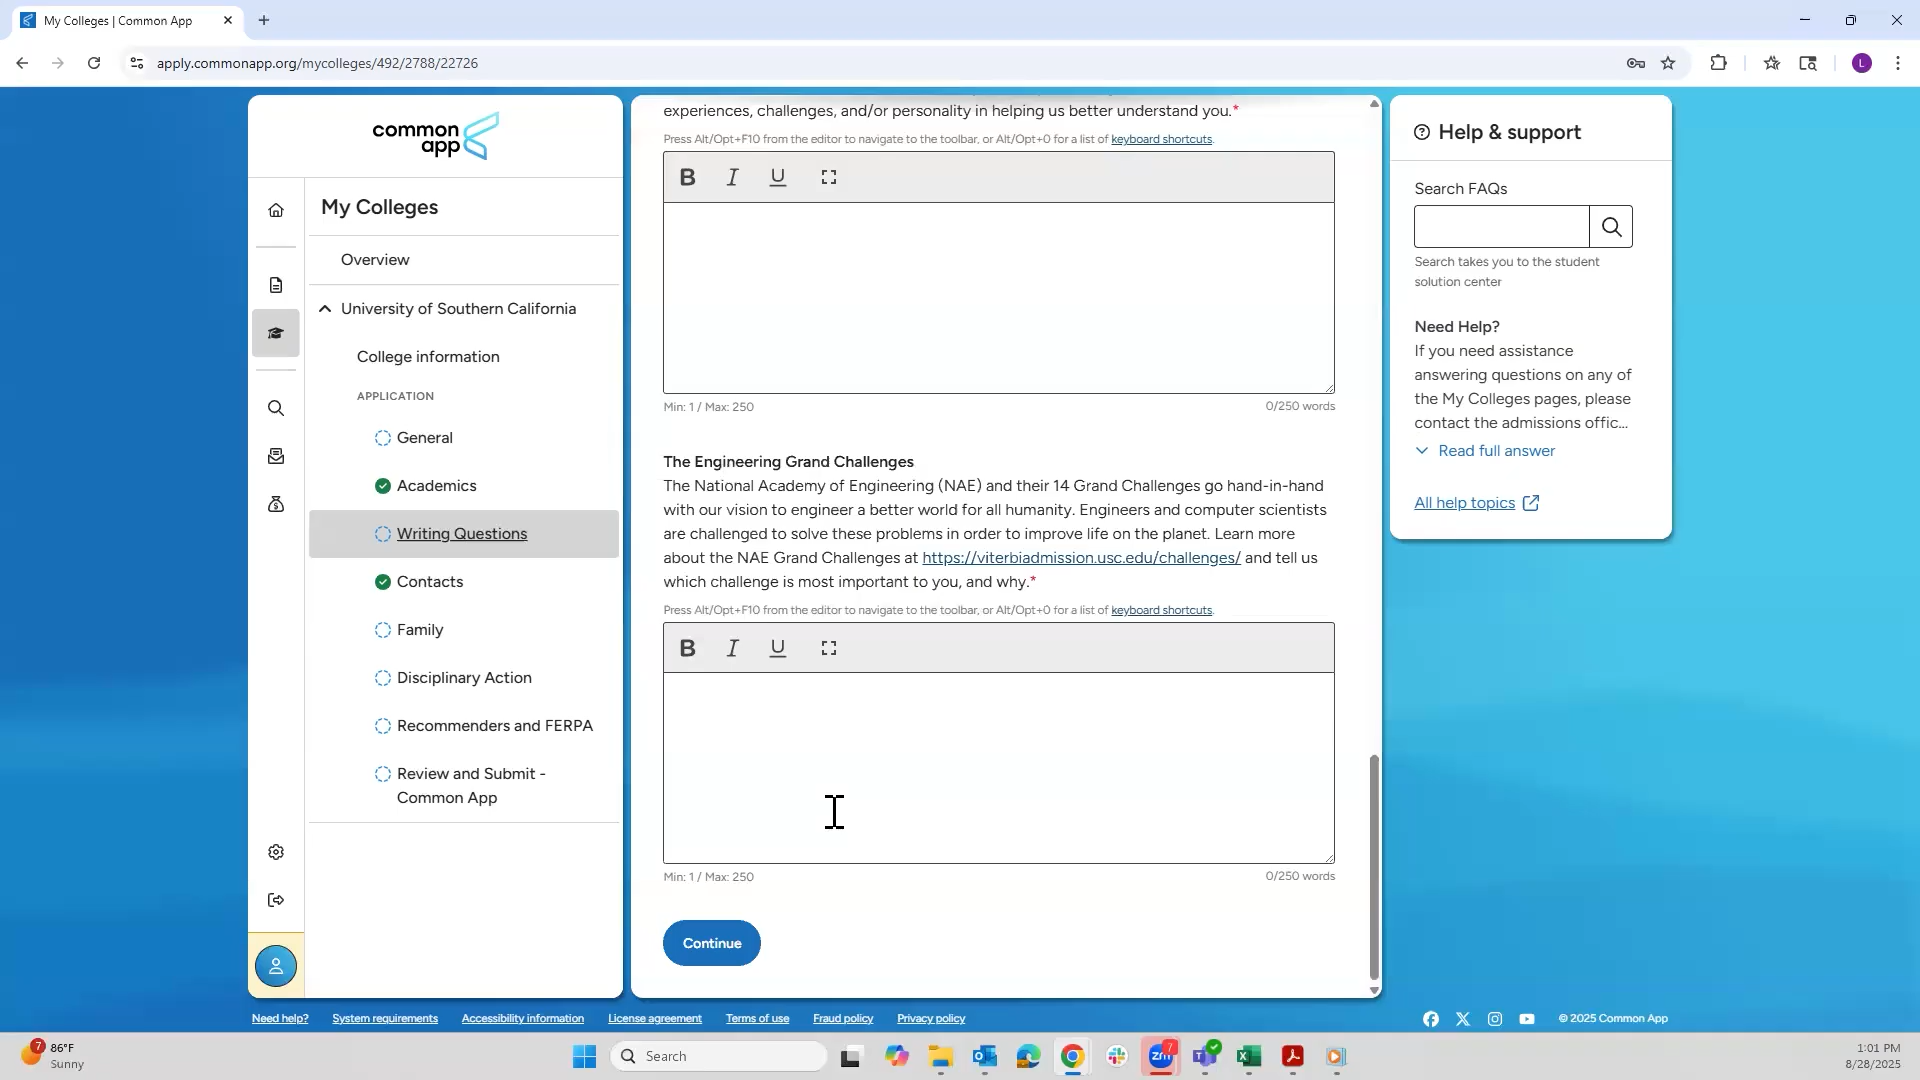 My Colleges | Common App
apply.commonapp.org/mycolleges/492/2788/22726
L
common
app
My Colleges
Overview
University of Southern California
College information
APPLICATION
General
Academics
Writing Questions
Contacts
Family
Disciplinary Action
Recommenders and FERPA
Review and Submit -
Common App
experiences, challenges, and/or personality in helping us better understand you.*
Press Alt/Opt+F10 from the editor to navigate to the toolbar, or Alt/Opt+0 for a list of keyboard shortcuts.
B I U
Min: 1 / Max: 250
0/250 words
The Engineering Grand Challenges
The National Academy of Engineering (NAE) and their 14 Grand Challenges go hand-in-hand
with our vision to engineer a better world for all humanity. Engineers and computer scientists
are challenged to solve these problems in order to improve life on the planet. Learn more
about the NAE Grand Challenges at https://viterbiadmission.usc.edu/challenges/ and tell us
which challenge is most important to you, and why.*
Press Alt/Opt+F10 from the editor to navigate to the toolbar, or Alt/Opt+0 for a list of keyboard shortcuts.
B I U
Min: 1 / Max: 250
0/250 words
Continue
Help & support
Search FAQs
Search takes you to the student
solution center
Need Help?
If you need assistance
answering questions on any of
the My Colleges pages, please
contact the admissions offic...
Read full answer
All help topics
Need help?
System requirements
Accessibility information
License agreement
Terms of use
Fraud policy
Privacy policy
© 2025 Common App
7
86°F
Sunny
Search
zm
7
1:01 PM
8/28/2025